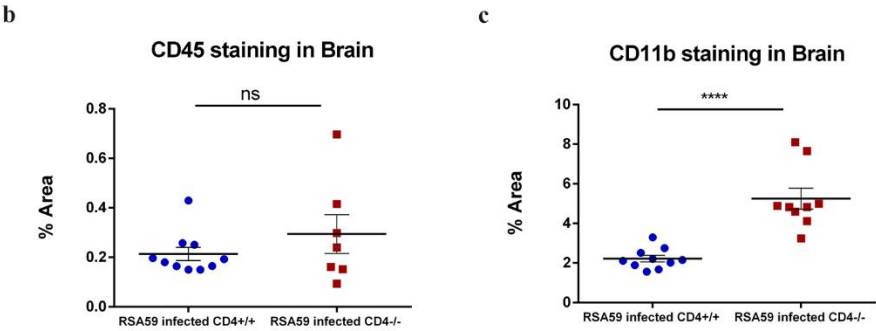 b
CD45 staining in Brain
ns
0.8
0.6
0.4
0.2
0.0
% Area
RSA59 infected CD4+/+
RSA59 infected CD4-/-
c
CD11b staining in Brain
****
10
8
6
4
2
0
% Area
RSA59 infected CD4+/+
RSA59 infected CD4-/-